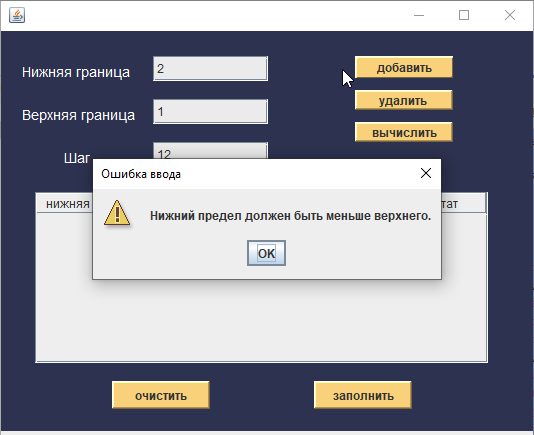 Нижняя граница 2 добавить
удалить
Верхняя граница 1
вычислить
Шаг 12
Ошибка ввода
Нижний предел должен быть меньше верхнего.
OK
нижняя
очистить заполнить